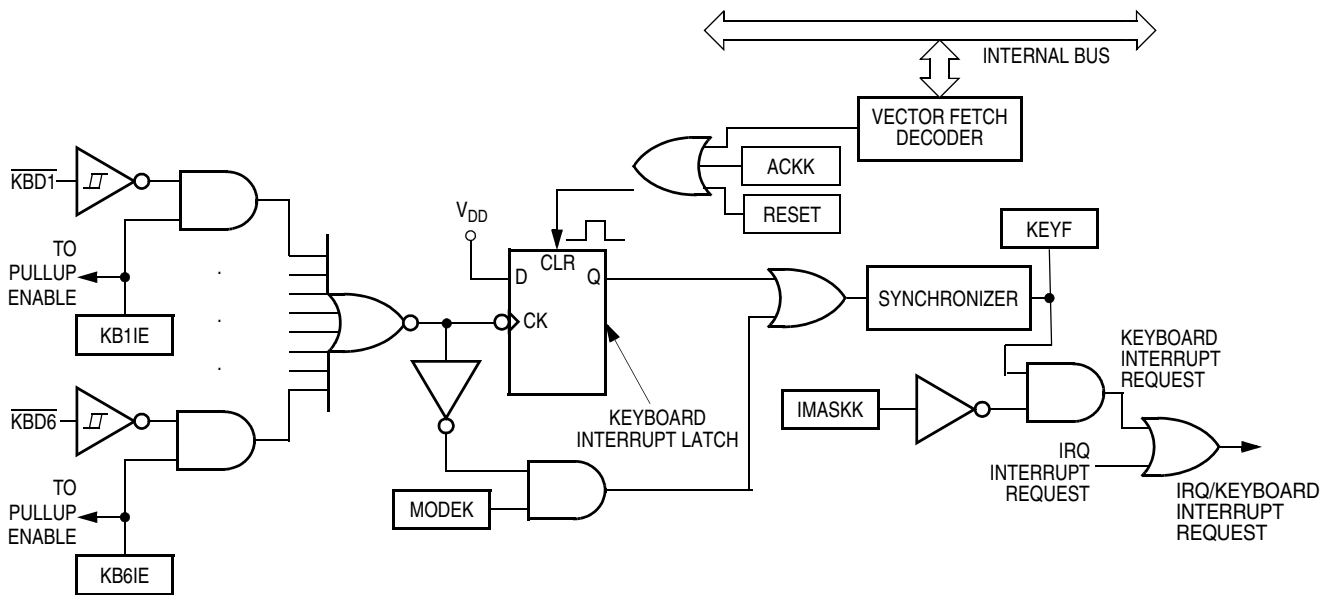 INTERNAL BUS
VECTOR FETCH
DECODER
ACKK
RESET
KBD1
VDD
KEYF
TO
PULLUP
ENABLE
D
CLR
Q
CK
SYNCHRONIZER
KB1IE
KEYBOARD
INTERRUPT
REQUEST
KBD6
IMASKK
KEYBOARD
INTERRUPT LATCH
IRQ
INTERRUPT
REQUEST
TO
PULLUP
ENABLE
MODEK
IRQ/KEYBOARD
INTERRUPT
REQUEST
KB6IE